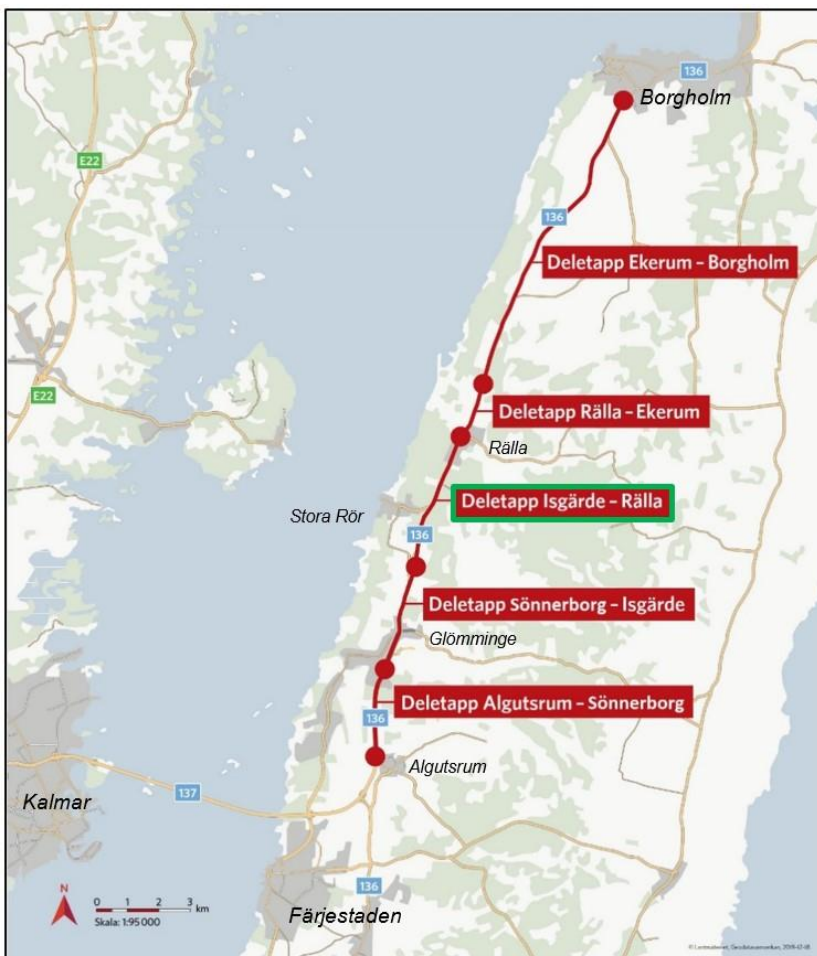 136
Borgholm
E22
136
Deletapp Ekerum – Borgholm
E22
Deletapp Rälla – Ekerum
Rälla
Deletapp Isgärde – Rälla
Stora Rör
136
Deletapp Sönnerborg – Isgärde
Glömminge
Deletapp Algutsrum – Sönnerborg
136
Algutsrum
137
Kalmar
N
0 1 2 3 km
Skala: 1:95 000
136
Färjestaden